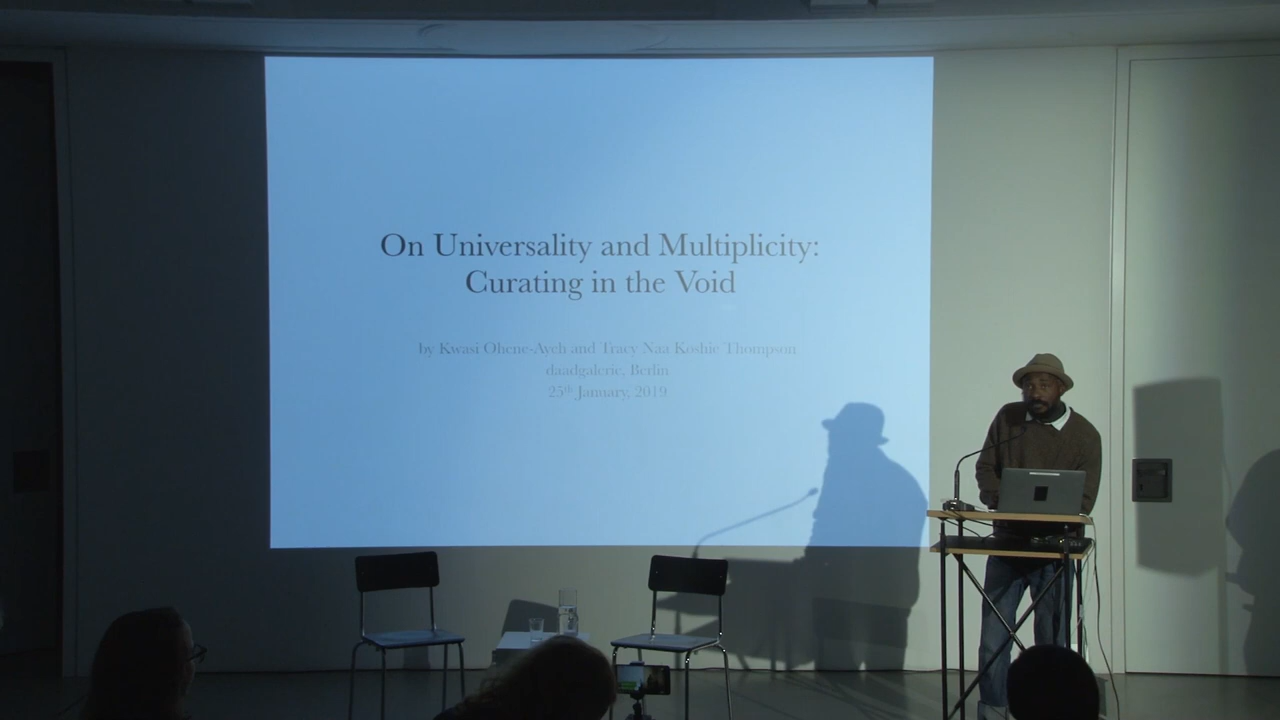 On Universality and Multiplicity:
Curating in the Void
by Kwasi Ohene-Ayeh and Tracy Naa Koshie Thompson
daadgalerie, Berlin
25th January, 2019